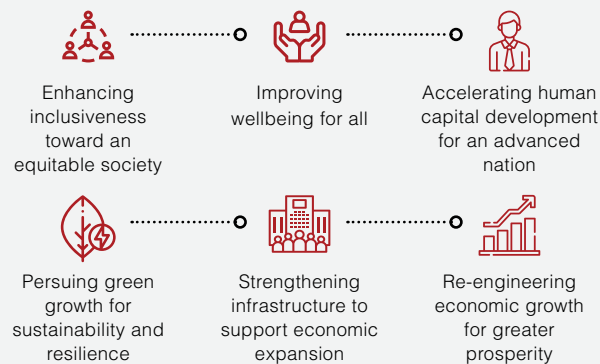 Enhancing
inclusiveness
toward an
equitable society
Improving
wellbeing for all
Accelerating human
capital development
for an advanced
nation
Persuing green
growth for
sustainability and
resilience
Strengthening
infrastructure to
support economic
expansion
Re-engineering
economic growth
for greater
prosperity